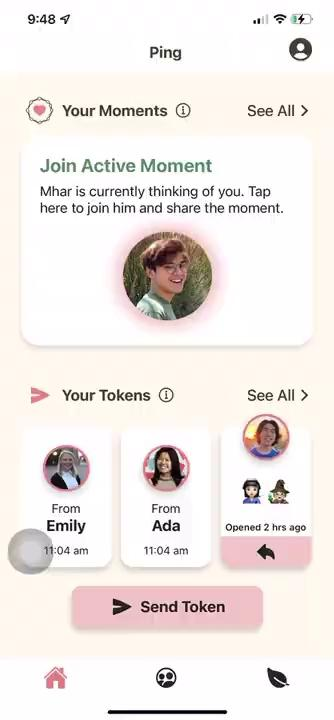 9:48
Ping
Your Moments
See All
Join Active Moment
Mhar is currently thinking of you. Tap
here to join him and share the moment.
Your Tokens
See All
From
Emily
11:04 am
From
Ada
11:04 am
Opened 2 hrs ago
Send Token